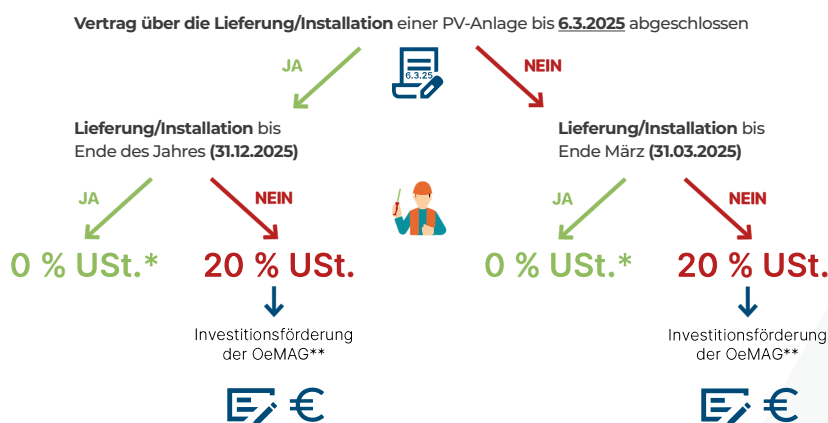 Vertrag über die Lieferung/Installation einer PV-Anlage bis 6.3.2025 abgeschlossen
JA
6.3.25
NEIN
Lieferung/Installation bis
Ende des Jahres (31.12.2025)
Lieferung/Installation bis
Ende März (31.03.2025)
JA
NEIN
JA
NEIN
0 % USt.*
20 % USt.
0 % USt.*
20 % USt.
Investitionsförderung
der OeMAG**
Investitionsförderung
der OeMAG**
€
€